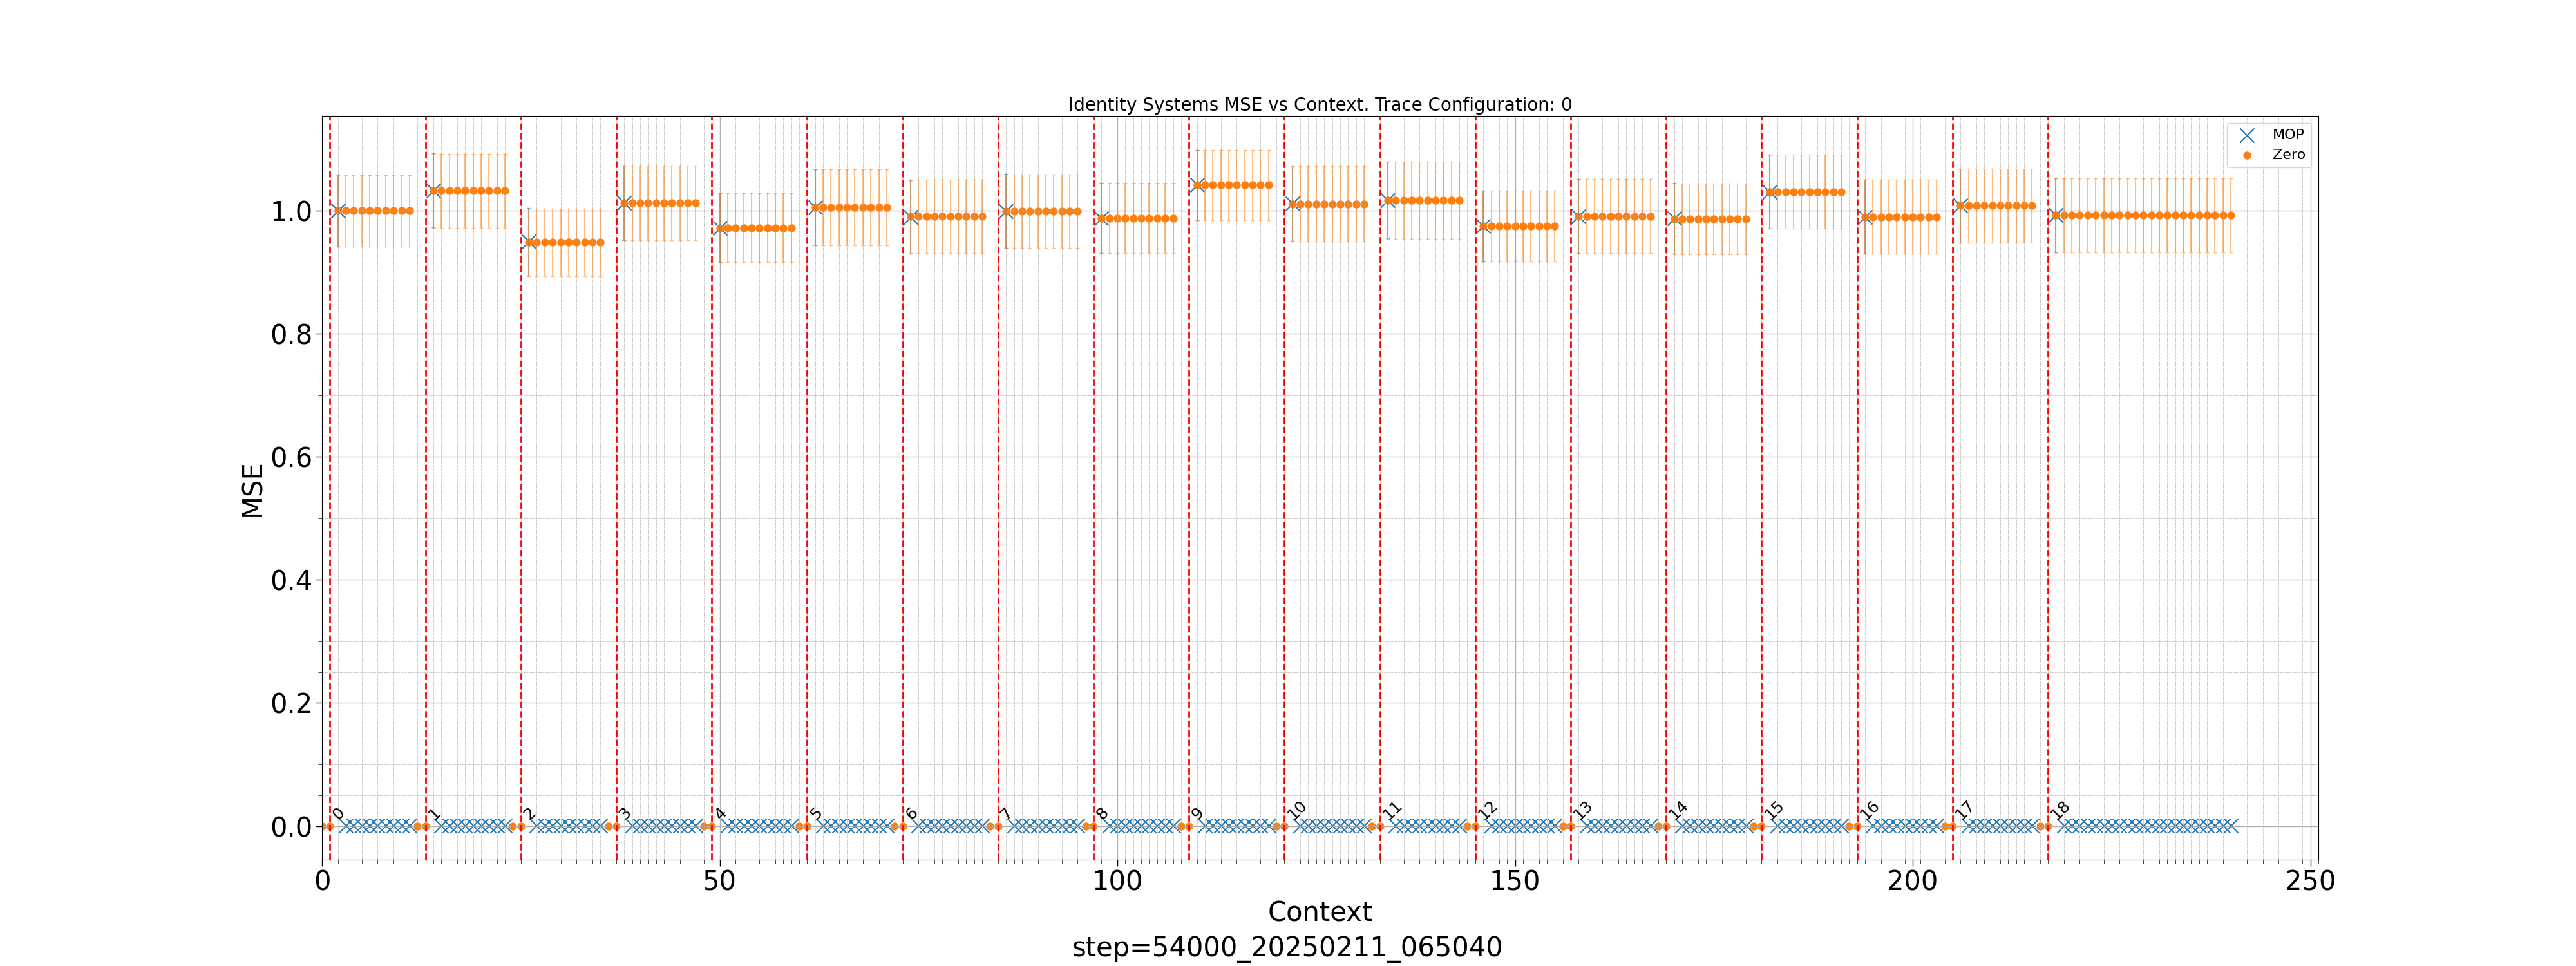 Identity Systems MSE vs Context. Trace Configuration: 0
MOP
Zero
1.0
0.8
0.6
0.4
0.2
0.0
MSE
0 1 2 3 4 5 6 7 8 9 10 11 12 13 14 15 16 17 18
0 50 100 150 200 250
Context
step=54000_20250211_065040